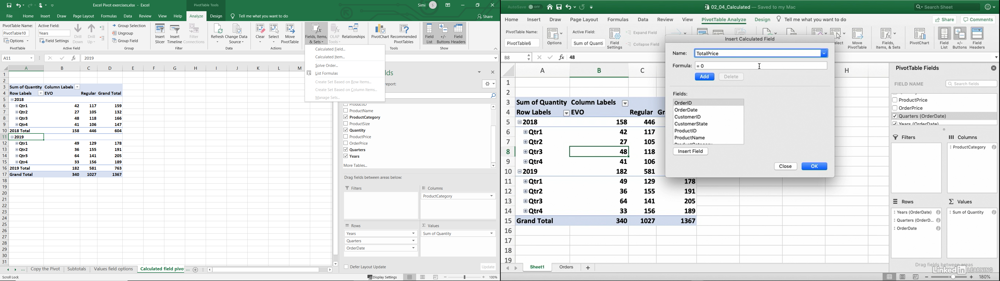 Excel Pivot exercises.xlsx - Excel
PivotTable Tools
Simi S
File Home Insert Draw Page Layout Formulas Data Review View Help Analyze Design Tell me what you want to do Share
PivotTable Name:
PivotTable10
Options
PivotTable
Active Field:
Years
Field Settings
Drill Down
Drill Up
Active Field
Group Selection
Ungroup
Group Field
Group
Insert Slicer
Insert Timeline
Filter Connections
Filter
Refresh
Change Data Source
Data
Clear
Select
Move PivotTable
Actions
Fields, Items, & Sets
OLAP Tools
Relationships
PivotChart
Recommended PivotTables
Tools
Field List
+/- Buttons
Field Headers
Show
Calculated Field...
Calculated Item...
Solve Order...
List Formulas
Create Set Based on Row Items...
Create Set Based on Column Items...
Manage Sets...
A11 fx 2019
A B C D E F G H I J K L M
1
2
3 Sum of Quantity Column Labels
4 Row Labels EVO Regular Grand Total
5 2018
6 Qtr1 42 117 159
7 Qtr2 27 105 132
8 Qtr3 48 118 166
9 Qtr4 41 106 147
10 2018 Total 158 446 604
11 2019
12 Qtr1 49 129 178
13 Qtr2 36 155 191
14 Qtr3 64 141 205
15 Qtr4 33 156 189
16 2019 Total 182 581 763
17 Grand Total 340 1027 1367
18
19
20
21
22
23
24
25
26
27
28
29
30
31
lds
report:
ProductID
ProductName
ProductCategory
ProductSize
Quantity
ProductPrice
OrderPrice
Quarters
Years
More Tables...
Drag fields between areas below:
Filters
Columns
ProductCategory
Rows
Years
Quarters
OrderDate
Values
Sum of Quantity
Defer Layout Update Update
... Copy the Pivot Subtotals Values field options Calculated field pivo ...
Scroll Lock Display Settings 100%
AutoSave OFF
02_04_Calculated — Saved to my Mac
Search Sheet
Home Insert Draw Page Layout Formulas Data Review View PivotTable Analyze Design Tell me what you want to do Share Comments
PivotTable Name:
PivotTable6
Options
Active Field:
Sum of Quanti
Field Settings
Expand Field
Collapse Field
elect
Move PivotTable
Fields, Items, & Sets
PivotChart
Field List
+/- Buttons
Field Headers
B8 fx 48
Insert Calculated Field
Name: TotalPrice
Formula: = 0
Add Delete
Fields:
OrderID
OrderDate
CustomerID
CustomerState
ProductID
ProductName
ProductCategory
Insert Field
Close OK
A B C H
1
2
3 Sum of Quantity Column Labels
4 Row Labels EVO Regular Gr
5 2018 158 446
6 Qtr1 42 117
7 Qtr2 27 105
8 Qtr3 48 118
9 Qtr4 41 106
10 2019 182 581
11 Qtr1 49 129 178
12 Qtr2 36 155 191
13 Qtr3 64 141 205
14 Qtr4 33 156 189
15 Grand Total 340 1027 1367
16
17
18
19
PivotTable Fields
FIELD NAME Search fields
ProductPrice
OrderPrice
Quarters (OrderDate)
Years (OrderDate)
Filters
Columns
ProductCategory
Rows
Years (OrderDate)
Quarters (OrderD...
OrderDate
Values
Sum of Quantity
Drag fields between areas
LinkedIn LEARNING
Sheet1 Orders
180%